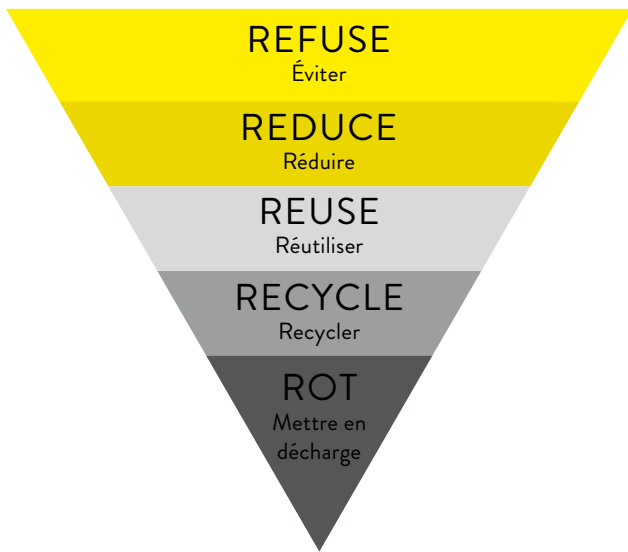 REFUSE
Éviter
REDUCE
Réduire
REUSE
Réutiliser
RECYCLE
Recycler
ROT
Mettre en
décharge